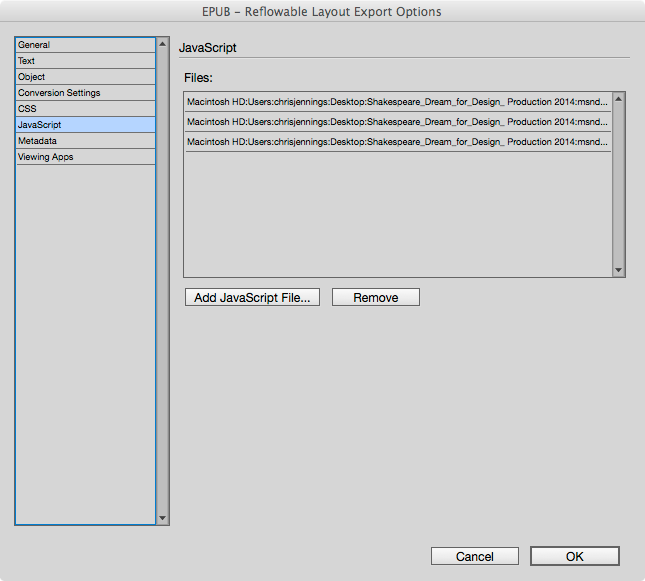 EPUB – Reflowable Layout Export Options
General
Text
Object
Conversion Settings
CSS
JavaScript
Metadata
Viewing Apps
JavaScript
Files:
Macintosh HD:Users:chrisjennings:Desktop:Shakespeare_Dream_for_Design_ Production 2014:msnd...
Macintosh HD:Users:chrisjennings:Desktop:Shakespeare_Dream_for_Design_ Production 2014:msnd...
Macintosh HD:Users:chrisjennings:Desktop:Shakespeare_Dream_for_Design_ Production 2014:msnd...
Add JavaScript File... Remove
Cancel OK